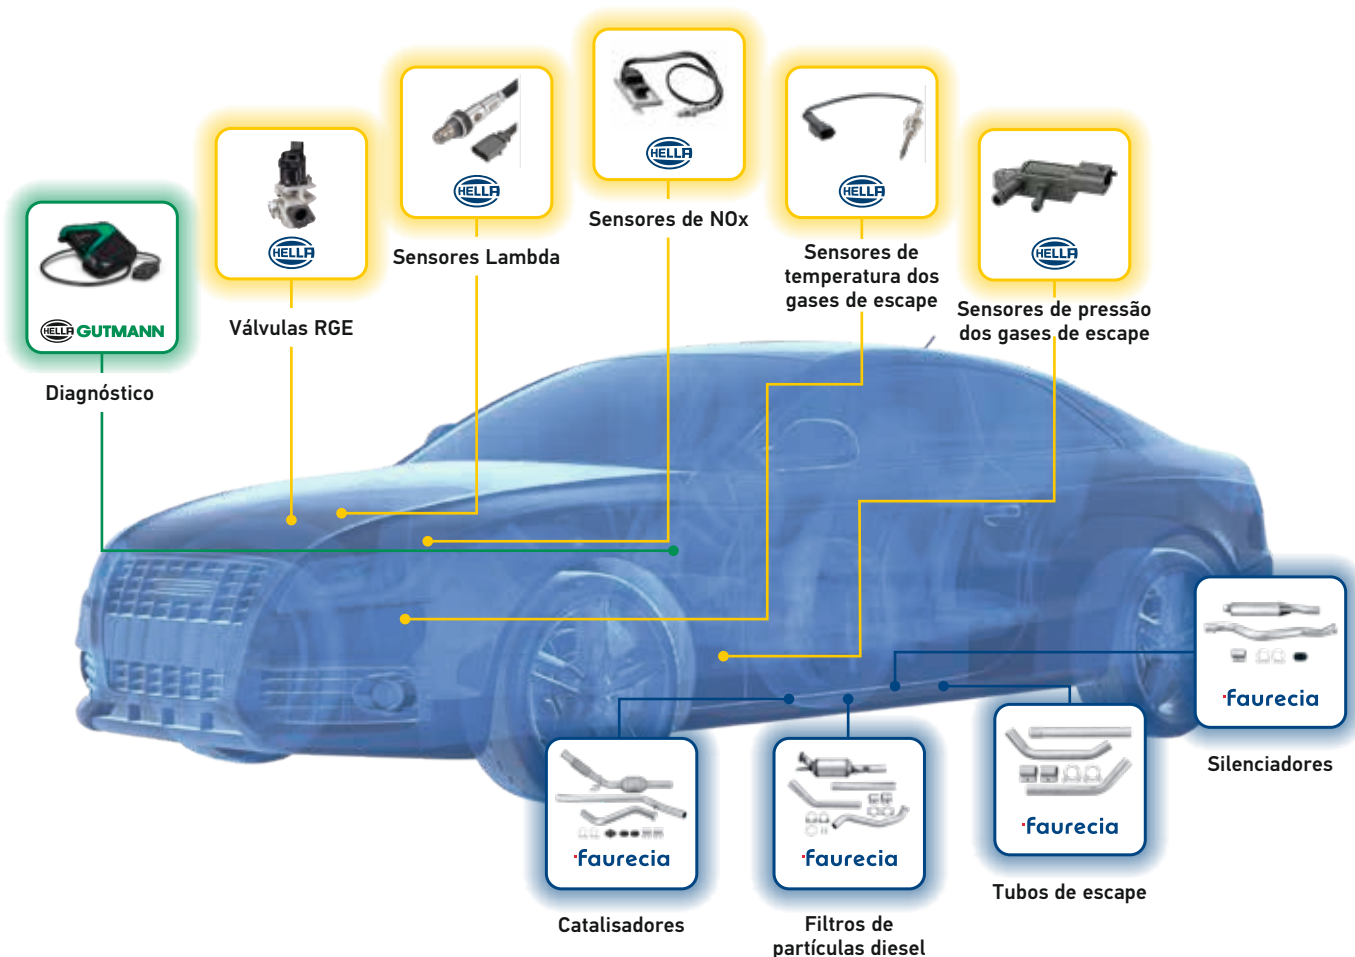 HELLA
Sensores de NOx
HELLA
Sensores Lambda
HELLA
Sensores de
temperatura dos
gases de escape
HELLA
Válvulas RGE
HELLA
Sensores de pressão
dos gases de escape
HELLA GUTMANN
Diagnóstico
faurecia
Silenciadores
faurecia
Catalisadores
faurecia
Filtros de
partículas diesel
faurecia
Tubos de escape